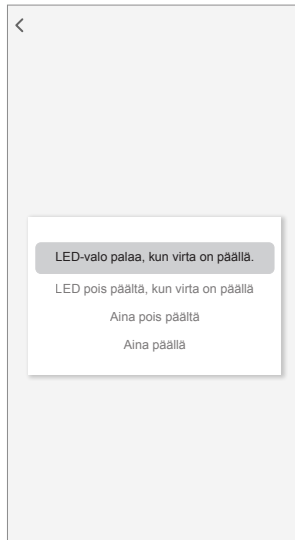 LED-valo palaa, kun virta on päällä.
LED pois päältä, kun virta on päällä
Aina pois päältä
Aina päällä